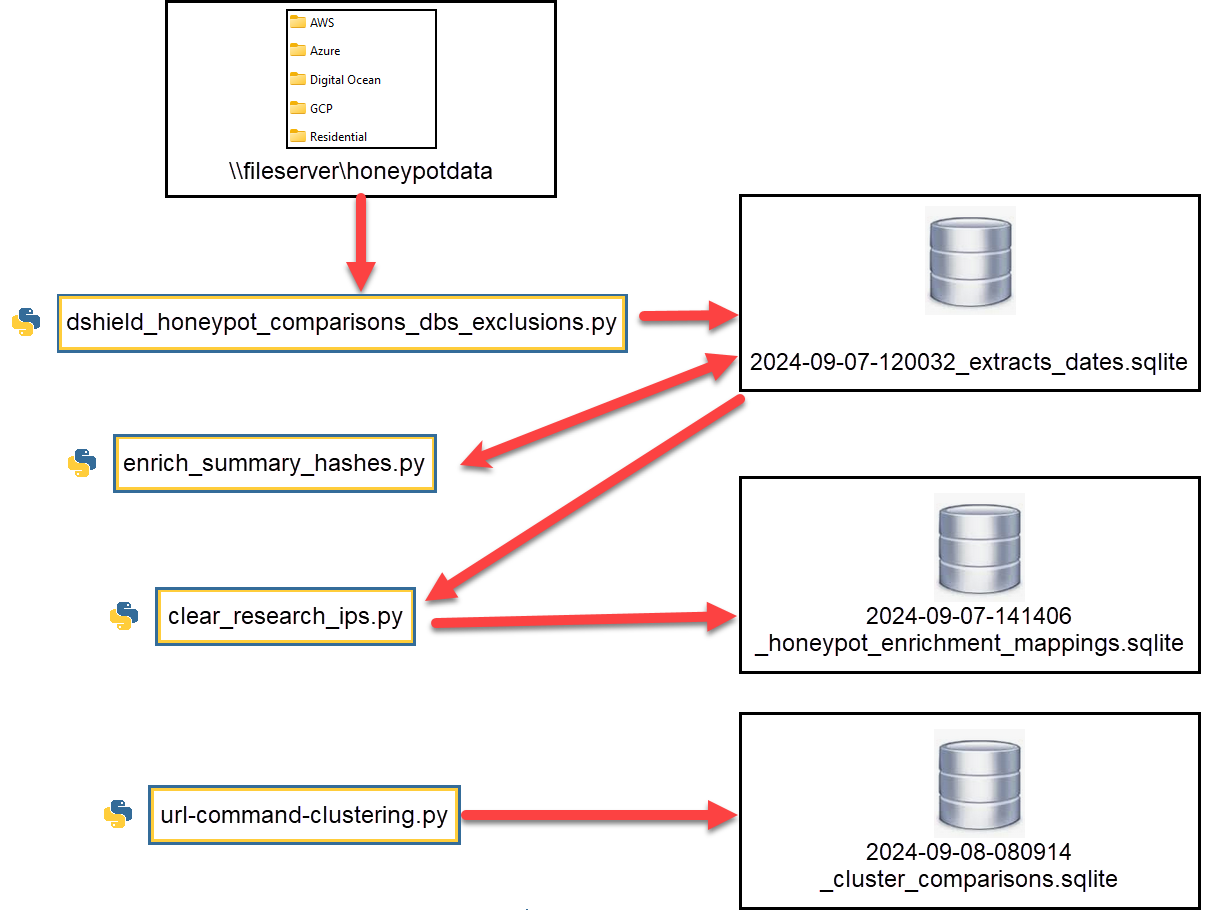 AWS
Azure
Digital Ocean
GCP
Residential
\\fileserver\honeypotdata
dshield_honeypot_comparisons_dbs_exclusions.py
2024-09-07-120032_extracts_dates.sqlite
enrich_summary_hashes.py
clear_research_ips.py
2024-09-07-141406
_honeypot_enrichment_mappings.sqlite
url-command-clustering.py
2024-09-08-080914
_cluster_comparisons.sqlite